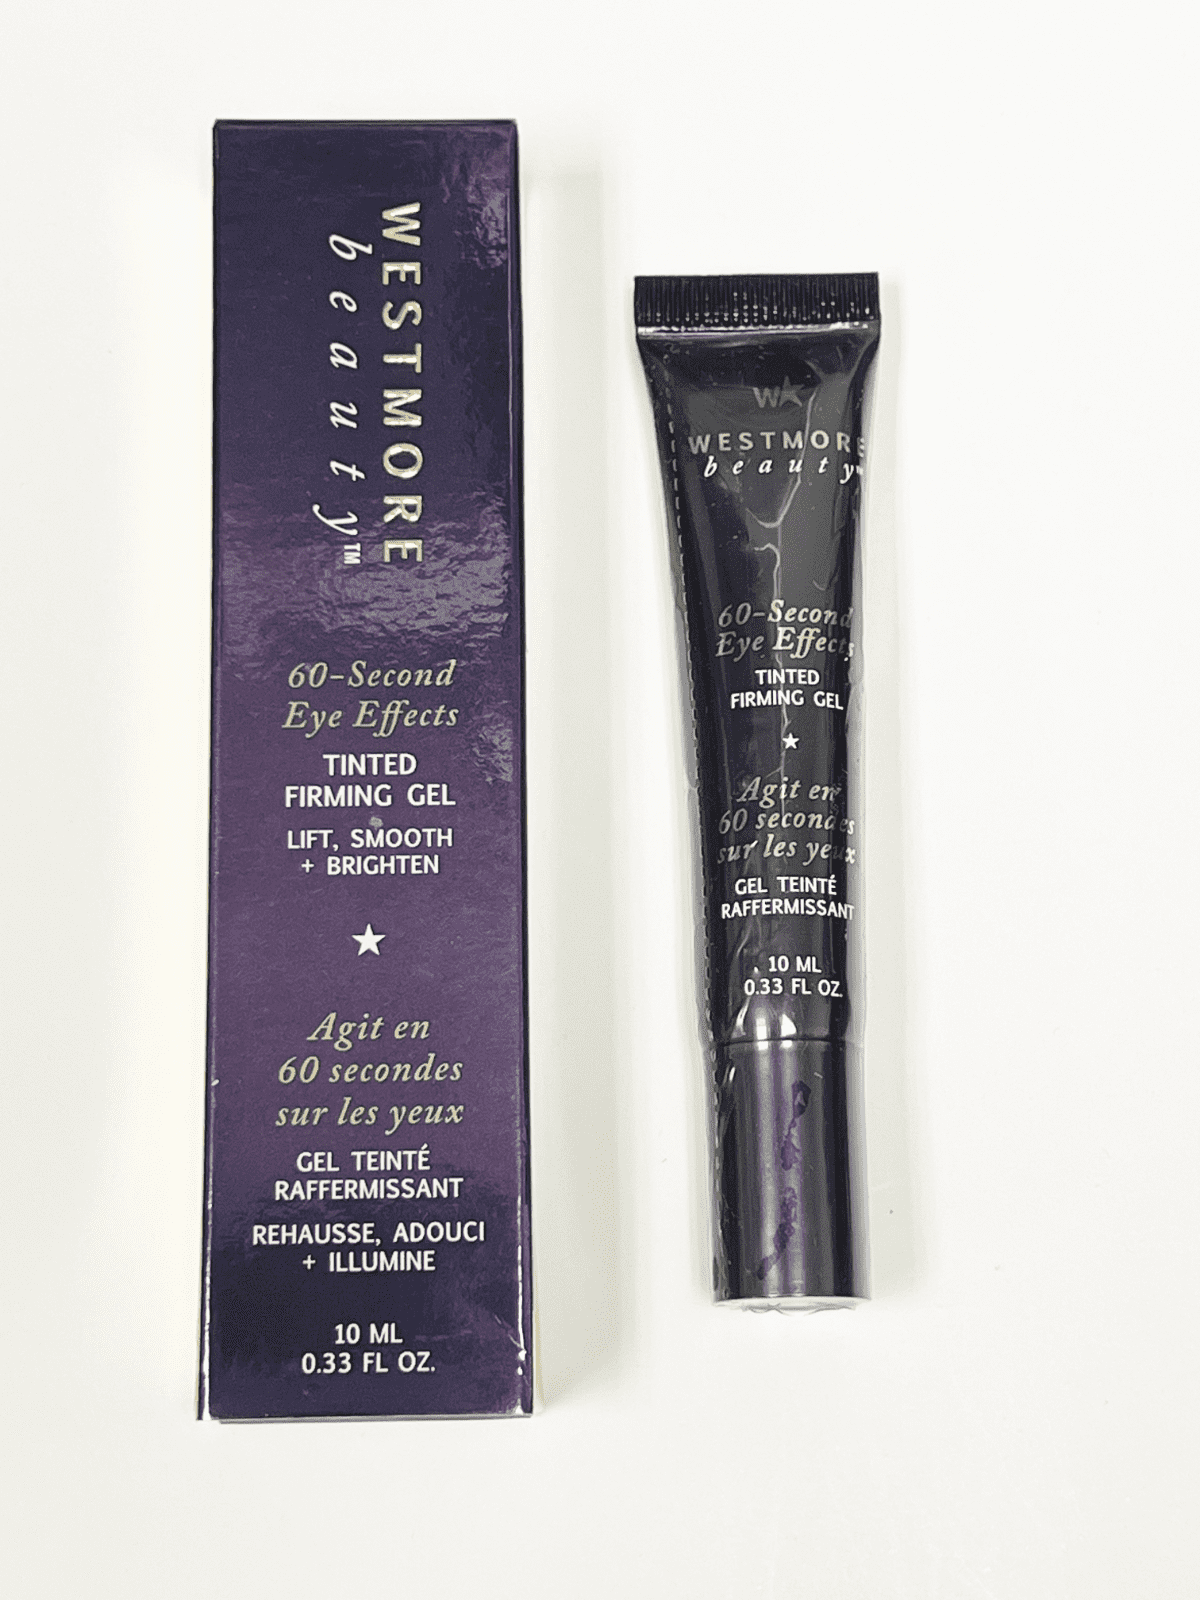 WESTMORE
beauty™
60-Second
Eye Effects
TINTED
FIRMING GEL
LIFT, SMOOTH
+ BRIGHTEN
Agit en
60 secondes
sur les yeux
GEL TEINTÉ
RAFFERMISSANT
REHAUSSE, ADOUCI
+ ILLUMINE
10 ML
0.33 FL OZ.
W
WESTMORE
beauty™
60-Second
Eye Effects
TINTED
FIRMING GEL
Agit en
60 secondes
sur les yeux
GEL TEINTÉ
RAFFERMISSANT
10 ML
0.33 FL OZ.